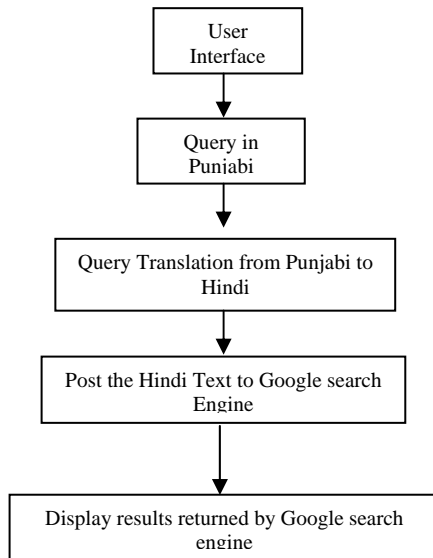 User
Interface
Query in
Punjabi
Query Translation from Punjabi to
Hindi
Post the Hindi Text to Google search
Engine
Display results returned by Google search
engine